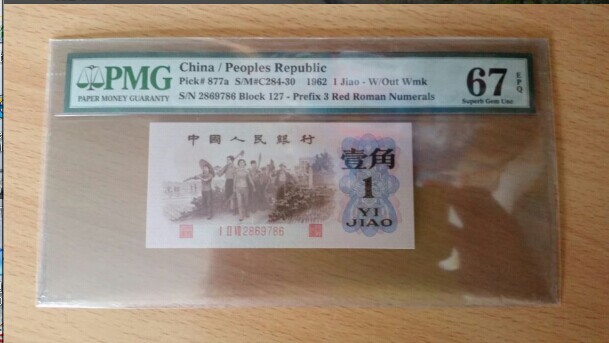 PMG
PAPER MONEY GUARANTY
China / Peoples Republic
Pick# 877a S/M#C284-30 1962 1 Jiao - W/Out Wmk
S/N 2869786 Block 127 - Prefix 3 Red Roman Numerals
67 EPQ
Superb Gem Unc
中國人民銀行
壹角
1
YI
JIAO
I II VII 2869786